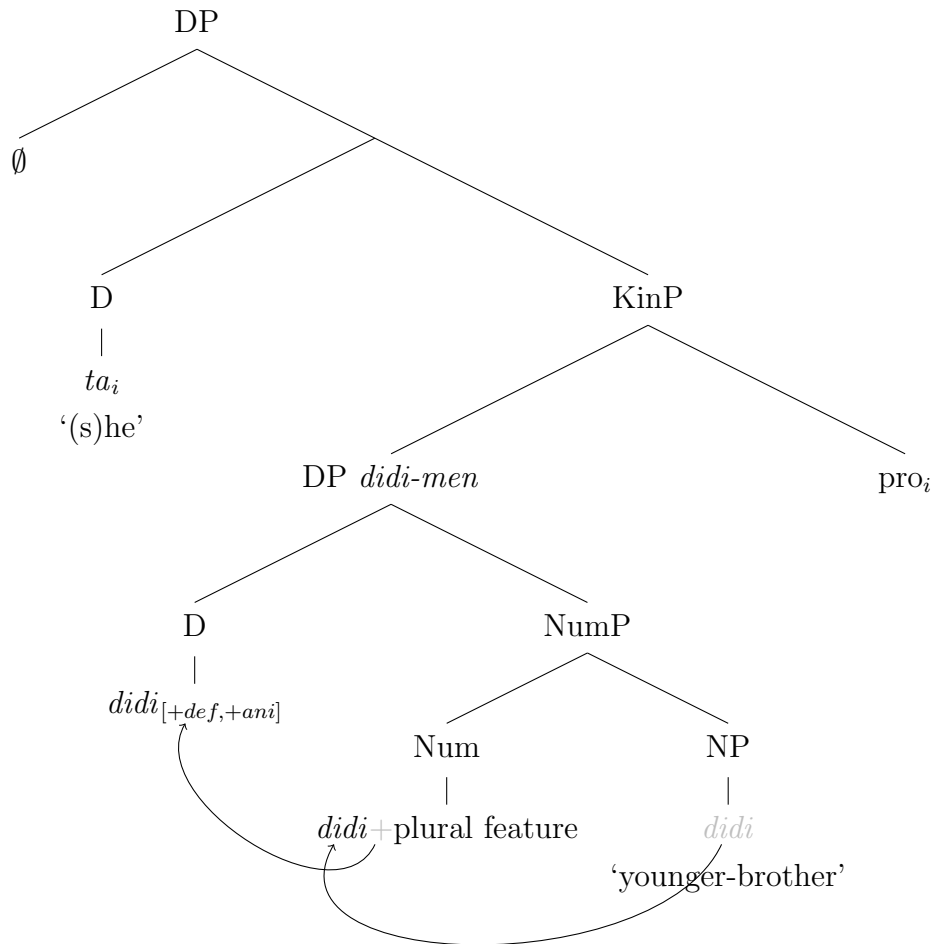 DP
∅
D
KinP
ta_i
‘(s)he’
DP didi-men
pro_i
D
NumP
didi_[+def,+ani]
Num
NP
didi+plural feature
didi
‘younger-brother’